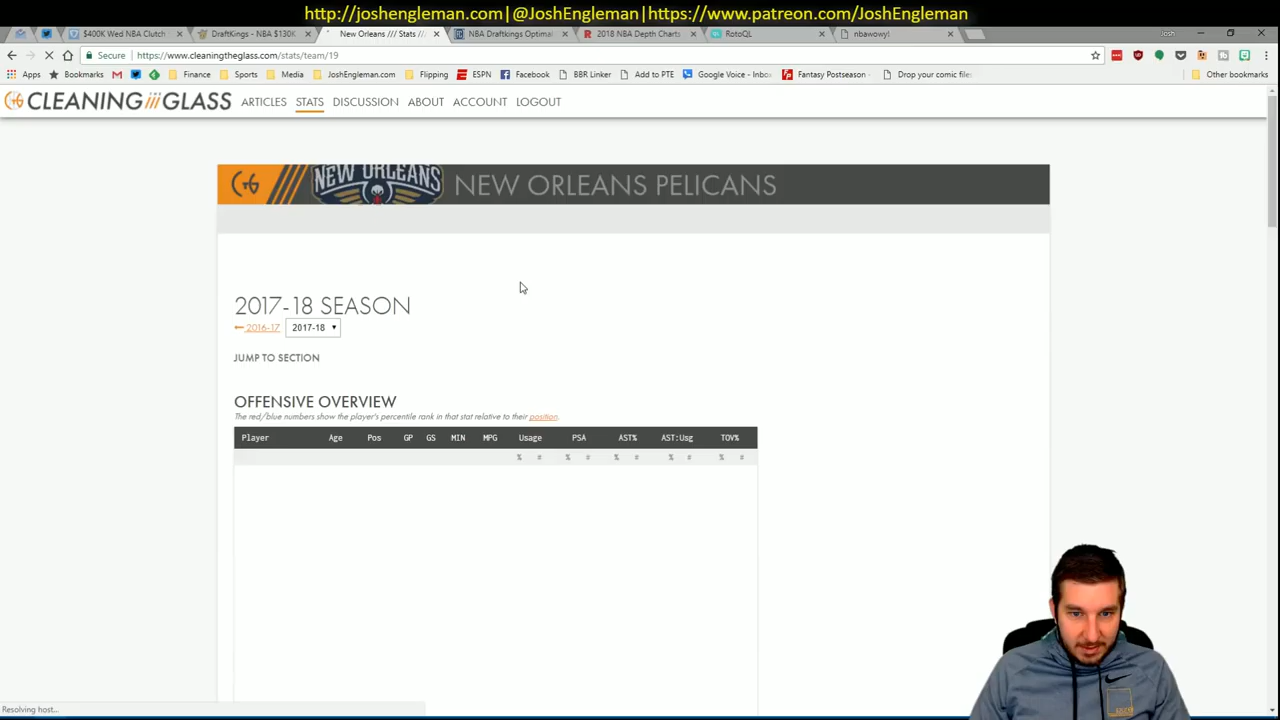 http://joshengleman.com|@JoshEngleman|https://www.patreon.com/JoshEngleman
$400K Wed NBA Clutch
DraftKings - NBA $130K
New Orleans /// Stats //
NBA Draftkings Optimal
2018 NBA Depth Charts
RotoQL
nbawowy!
Josh
Secure
https://www.cleaningtheglass.com/stats/team/19
Apps
Bookmarks
Finance
Sports
Media
JoshEngleman.com
Flipping
ESPN
Facebook
BBR Linker
Add to PTE
Google Voice - Inbo
Fantasy Postseason -
Drop your comic files
Other bookmarks
CLEANING THE GLASS
ARTICLES
STATS
DISCUSSION
ABOUT
ACCOUNT
LOGOUT
CTG
NEW ORLEANS
NEW ORLEANS PELICANS
2017-18 SEASON
← 2016-17
2017-18
JUMP TO SECTION
OFFENSIVE OVERVIEW
The red/blue numbers show the player's percentile rank in that stat relative to their position.
Player Age Pos GP GS MIN MPG Usage PSA AST% AST:Usg TOV%
% # % # % # % # % #
Resolving host...